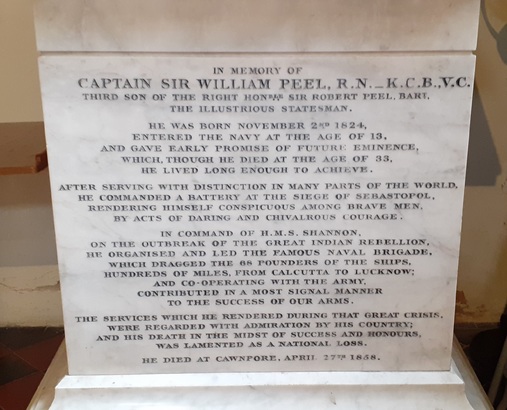 IN MEMORY OF
CAPTAIN SIR WILLIAM PEEL, R.N._K.C.B.,V.C.
THIRD SON OF THE RIGHT HONBLE SIR ROBERT PEEL, BART,
THE ILLUSTRIOUS STATESMAN.
HE WAS BORN NOVEMBER 2ND 1824,
ENTERED THE NAVY AT THE AGE OF 13,
AND GAVE EARLY PROMISE OF FUTURE EMINENCE,
WHICH, THOUGH HE DIED AT THE AGE OF 33,
HE LIVED LONG ENOUGH TO ACHIEVE.
AFTER SERVING WITH DISTINCTION IN MANY PARTS OF THE WORLD,
HE COMMANDED A BATTERY AT THE SIEGE OF SEBASTOPOL,
RENDERING HIMSELF CONSPICUOUS AMONG BRAVE MEN,
BY ACTS OF DARING AND CHIVALROUS COURAGE.
IN COMMAND OF H.M.S. SHANNON,
ON THE OUTBREAK OF THE GREAT INDIAN REBELLION,
HE ORGANISED AND LED THE FAMOUS NAVAL BRIGADE,
WHICH DRAGGED THE 68 POUNDERS OF THE SHIPS,
HUNDREDS OF MILES, FROM CALCUTTA TO LUCKNOW;
AND CO-OPERATING WITH THE ARMY,
CONTRIBUTED IN A MOST SIGNAL MANNER
TO THE SUCCESS OF OUR ARMS.
THE SERVICES WHICH HE RENDERED DURING THAT GREAT CRISIS,
WERE REGARDED WITH ADMIRATION BY HIS COUNTRY;
AND HIS DEATH IN THE MIDST OF SUCCESS AND HONOURS,
WAS LAMENTED AS A NATIONAL LOSS.
HE DIED AT CAWNPORE, APRIL 27TH 1858.